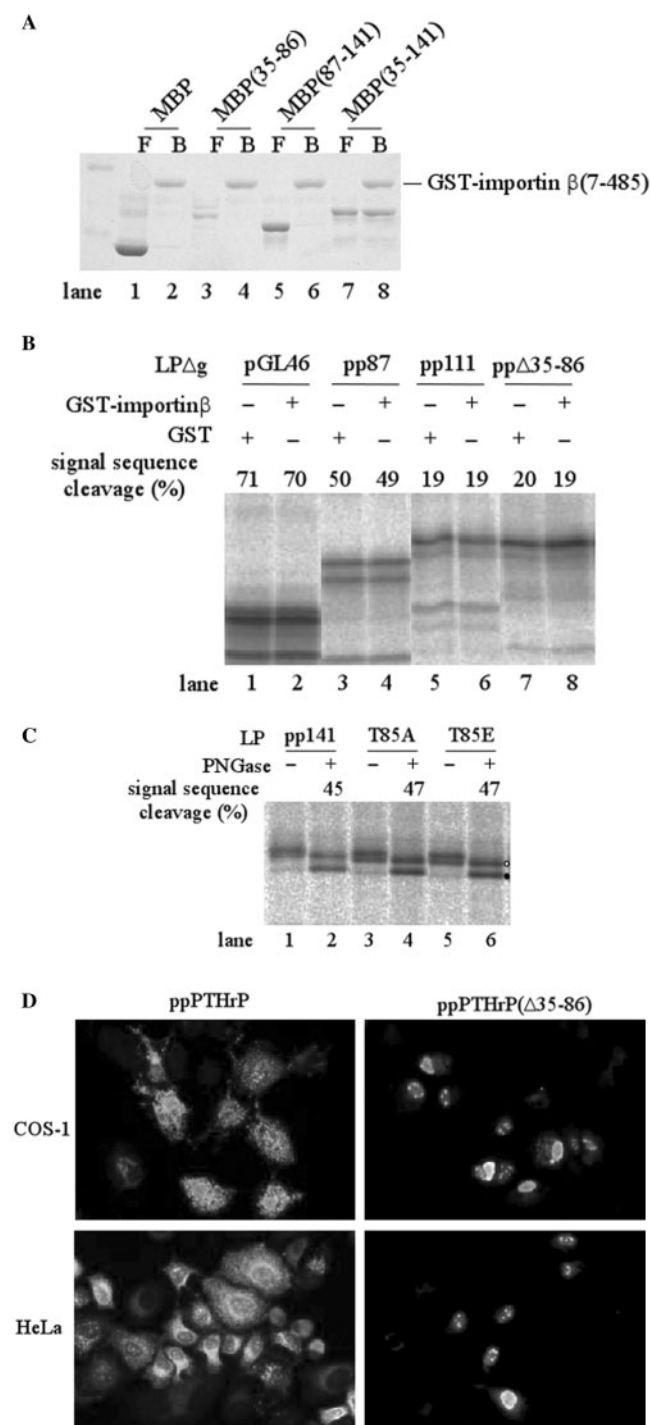 A
MBP MBP(35-86) MBP(87-141) MBP(35-141)
F B F B F B F B
GST-importin β(7-485)
lane 1 2 3 4 5 6 7 8
B
LPΔg pGL46 pp87 pp111 ppΔ35-86
GST-importinβ – + – + – + – +
GST + – + – + – + –
signal sequence
cleavage (%) 71 70 50 49 19 19 20 19
lane 1 2 3 4 5 6 7 8
C
LP pp141 T85A T85E
PNGase – + – + – +
signal sequence 45 47 47
cleavage (%)
lane 1 2 3 4 5 6
D
ppPTHrP ppPTHrP(Δ35-86)
COS-1
HeLa